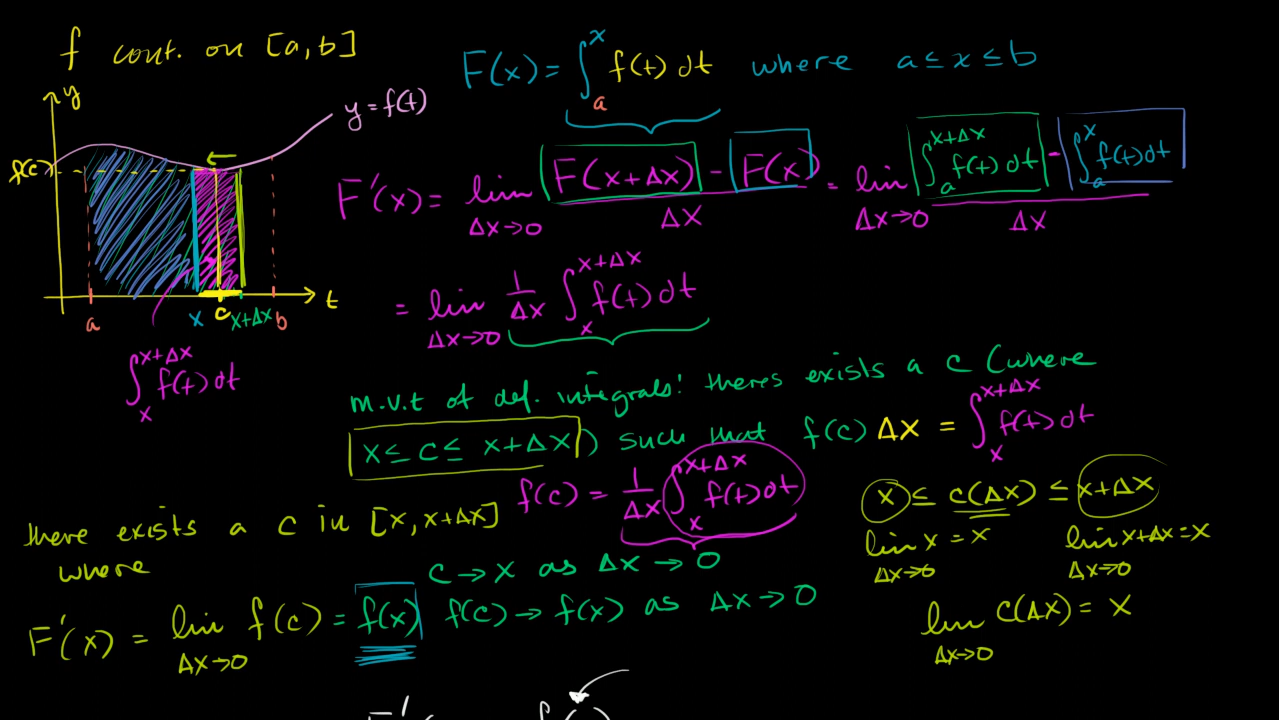 f cont. on [a, b]
F(x) = ∫_a^x f(t) dt where a ≤ x ≤ b
y
y = f(t)
f(c)
a x c x+Δx b t
∫_x^{x+Δx} f(t) dt
F'(x) = lim_{Δx→0} (F(x+Δx) - F(x)) / Δx = lim_{Δx→0} (∫_a^{x+Δx} f(t) dt - ∫_a^x f(t) dt) / Δx
= lim_{Δx→0} 1/Δx ∫_x^{x+Δx} f(t) dt
m.v.t of def. integrals: theres exists a c (where
x ≤ c ≤ x+Δx) such that f(c) Δx = ∫_x^{x+Δx} f(t) dt
f(c) = 1/Δx ∫_x^{x+Δx} f(t) dt
x ≤ c(Δx) ≤ x+Δx
lim_{Δx→0} x = x lim_{Δx→0} x+Δx = x
lim_{Δx→0} c(Δx) = x
there exists a c in [x, x+Δx]
where
c → x as Δx → 0
F'(x) = lim_{Δx→0} f(c) = f(x) f(c) → f(x) as Δx → 0